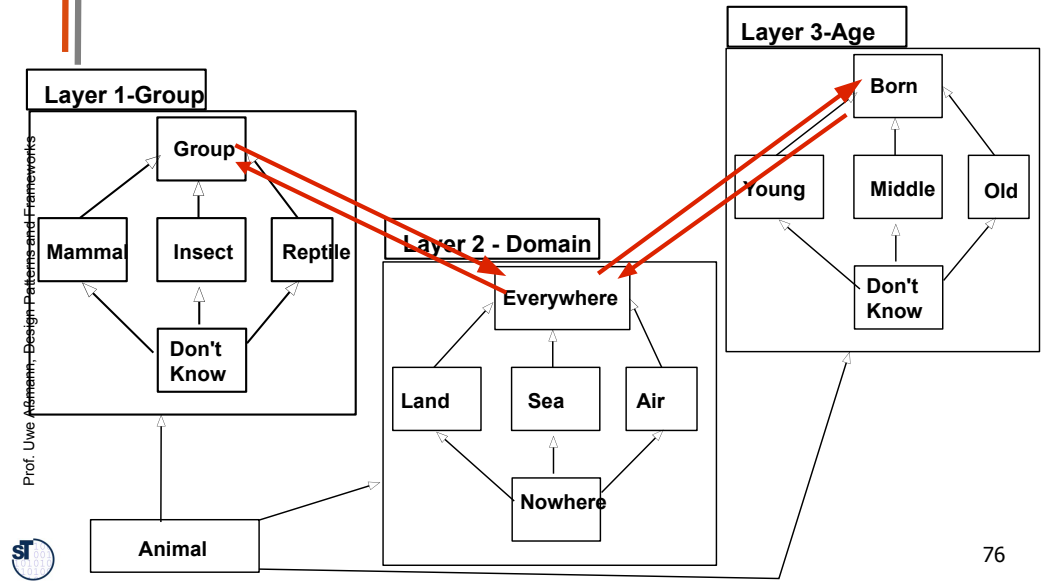 Layer 3-Age
Born
Young
Middle
Old
Don't
Know
Layer 1-Group
Group
Mammal
Insect
Reptile
Don't
Know
Layer 2 - Domain
Everywhere
Land
Sea
Air
Nowhere
Animal
Prof. Uwe Aßmann, Design Patterns and Frameworks
ST
76